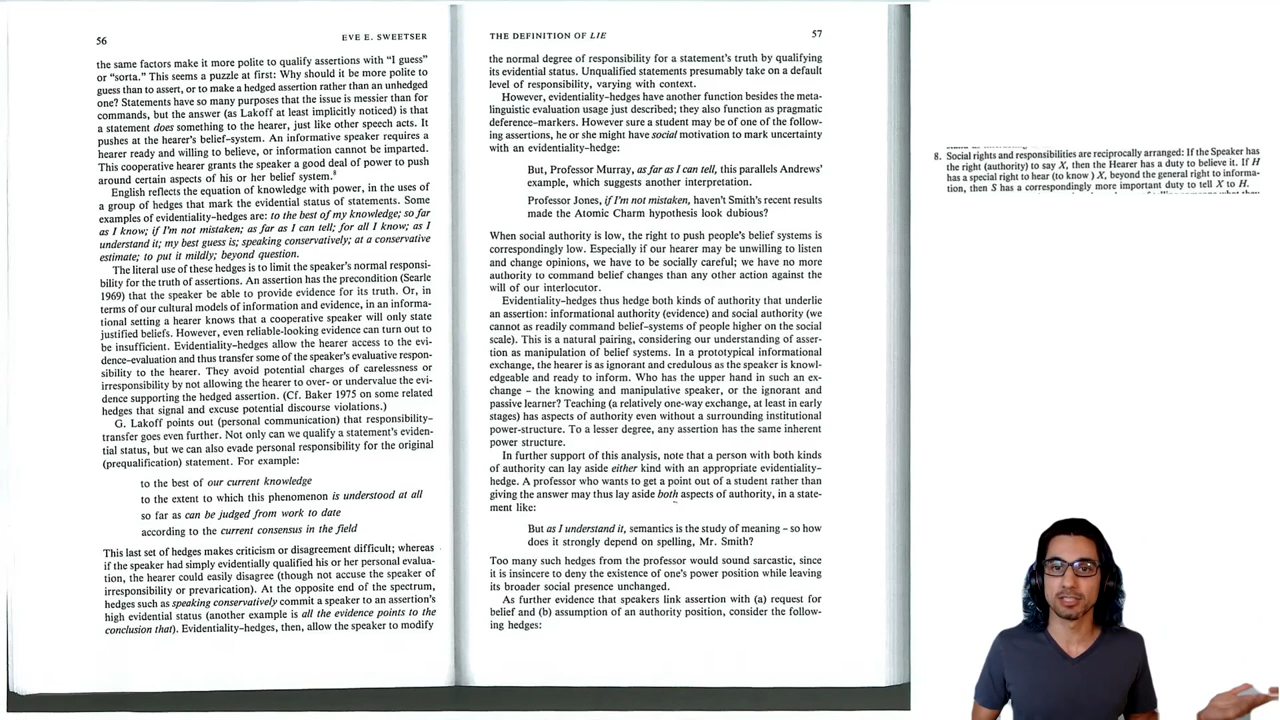 56
EVE E. SWEETSER
the same factors make it more polite to qualify assertions with "I guess"
or "sorta." This seems a puzzle at first: Why should it be more polite to
guess than to assert, or to make a hedged assertion rather than an unhedged
one? Statements have so many purposes that the issue is messier than for
commands, but the answer (as Lakoff at least implicitly noticed) is that
a statement does something to the hearer, just like other speech acts. It
pushes at the hearer's belief-system. An informative speaker requires a
hearer ready and willing to believe, or information cannot be imparted.
This cooperative hearer grants the speaker a good deal of power to push
around certain aspects of his or her belief system.8
English reflects the equation of knowledge with power, in the uses of
a group of hedges that mark the evidential status of statements. Some
examples of evidentiality-hedges are: to the best of my knowledge; so far
as I know; if I'm not mistaken; as far as I can tell; for all I know; as I
understand it; my best guess is; speaking conservatively; at a conservative
estimate; to put it mildly; beyond question.
The literal use of these hedges is to limit the speaker's normal responsi-
bility for the truth of assertions. An assertion has the precondition (Searle
1969) that the speaker be able to provide evidence for its truth. Or, in
terms of our cultural models of information and evidence, in an informa-
tional setting a hearer knows that a cooperative speaker will only state
justified beliefs. However, even reliable-looking evidence can turn out to
be insufficient. Evidentiality-hedges allow the hearer access to the evi-
dence-evaluation and thus transfer some of the speaker's evaluative respon-
sibility to the hearer. They avoid potential charges of carelessness or
irresponsibility by not allowing the hearer to over- or undervalue the evi-
dence supporting the hedged assertion. (Cf. Baker 1975 on some related
hedges that signal and excuse potential discourse violations.)
G. Lakoff points out (personal communication) that responsibility-
transfer goes even further. Not only can we qualify a statement's eviden-
tial status, but we can also evade personal responsibility for the original
(prequalification) statement. For example:
to the best of our current knowledge
to the extent to which this phenomenon is understood at all
so far as can be judged from work to date
according to the current consensus in the field
This last set of hedges makes criticism or disagreement difficult; whereas
if the speaker had simply evidentially qualified his or her personal evalua-
tion, the hearer could easily disagree (though not accuse the speaker of
irresponsibility or prevarication). At the opposite end of the spectrum,
hedges such as speaking conservatively commit a speaker to an assertion's
high evidential status (another example is all the evidence points to the
conclusion that). Evidentiality-hedges, then, allow the speaker to modify
THE DEFINITION OF LIE
57
the normal degree of responsibility for a statement's truth by qualifying
its evidential status. Unqualified statements presumably take on a default
level of responsibility, varying with context.
However, evidentiality-hedges have another function besides the meta-
linguistic evaluation usage just described; they also function as pragmatic
deference-markers. However sure a student may be of one of the follow-
ing assertions, he or she might have social motivation to mark uncertainty
with an evidentiality-hedge:
But, Professor Murray, as far as I can tell, this parallels Andrews'
example, which suggests another interpretation.
Professor Jones, if I'm not mistaken, haven't Smith's recent results
made the Atomic Charm hypothesis look dubious?
When social authority is low, the right to push people's belief systems is
correspondingly low. Especially if our hearer may be unwilling to listen
and change opinions, we have to be socially careful; we have no more
authority to command belief changes than any other action against the
will of our interlocutor.
Evidentiality-hedges thus hedge both kinds of authority that underlie
an assertion: informational authority (evidence) and social authority (we
cannot as readily command belief-systems of people higher on the social
scale). This is a natural pairing, considering our understanding of asser-
tion as manipulation of belief systems. In a prototypical informational
exchange, the hearer is as ignorant and credulous as the speaker is knowl-
edgeable and ready to inform. Who has the upper hand in such an ex-
change – the knowing and manipulative speaker, or the ignorant and
passive learner? Teaching (a relatively one-way exchange, at least in early
stages) has aspects of authority even without a surrounding institutional
power-structure. To a lesser degree, any assertion has the same inherent
power structure.
In further support of this analysis, note that a person with both kinds
of authority can lay aside either kind with an appropriate evidentiality-
hedge. A professor who wants to get a point out of a student rather than
giving the answer may thus lay aside both aspects of authority, in a state-
ment like:
But as I understand it, semantics is the study of meaning – so how
does it strongly depend on spelling, Mr. Smith?
Too many such hedges from the professor would sound sarcastic, since
it is insincere to deny the existence of one's power position while leaving
its broader social presence unchanged.
As further evidence that speakers link assertion with (a) request for
belief and (b) assumption of an authority position, consider the follow-
ing hedges:
8. Social rights and responsibilities are reciprocally arranged: If the Speaker has
the right (authority) to say X, then the Hearer has a duty to believe it. If H
has a special right to hear (to know ) X, beyond the general right to informa-
tion, then S has a correspondingly more important duty to tell X to H.